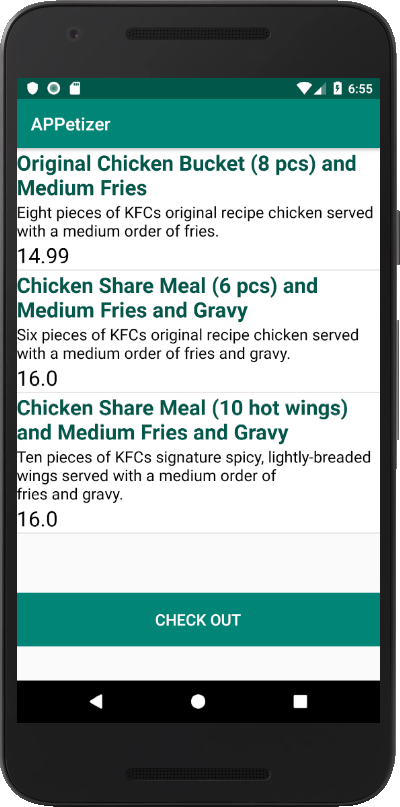 6:55
APPetizer
Original Chicken Bucket (8 pcs) and
Medium Fries
Eight pieces of KFCs original recipe chicken served
with a medium order of fries.
14.99
Chicken Share Meal (6 pcs) and
Medium Fries and Gravy
Six pieces of KFCs original recipe chicken served
with a medium order of fries and gravy.
16.0
Chicken Share Meal (10 hot wings)
and Medium Fries and Gravy
Ten pieces of KFCs signature spicy, lightly-breaded
wings served with a medium order of
fries and gravy.
16.0
CHECK OUT